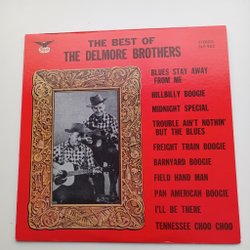 THE BEST OF
THE DELMORE BROTHERS
BLUES STAY AWAY
FROM ME
HILLBILLY BOOGIE
MIDNIGHT SPECIAL
TROUBLE AIN'T NOTHIN'
BUT THE BLUES
FREIGHT TRAIN BOOGIE
BARNYARD BOOGIE
FIELD HAND MAN
PAN AMERICAN BOOGIE
I'LL BE THERE
TENNESSEE CHOO CHOO